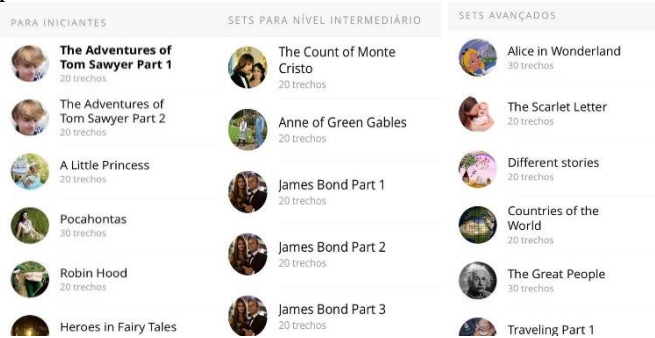 PARA INICIANTES
The Adventures of
Tom Sawyer Part 1
20 trechos
The Adventures of
Tom Sawyer Part 2
20 trechos
A Little Princess
20 trechos
Pocahontas
30 trechos
Robin Hood
20 trechos
Heroes in Fairy Tales
SETS PARA NÍVEL INTERMEDIÁRIO
The Count of Monte
Cristo
20 trechos
Anne of Green Gables
20 trechos
James Bond Part 1
20 trechos
James Bond Part 2
20 trechos
James Bond Part 3
20 trechos
SETS AVANÇADOS
Alice in Wonderland
30 trechos
The Scarlet Letter
20 trechos
Different stories
20 trechos
Countries of the
World
20 trechos
The Great People
30 trechos
Traveling Part 1